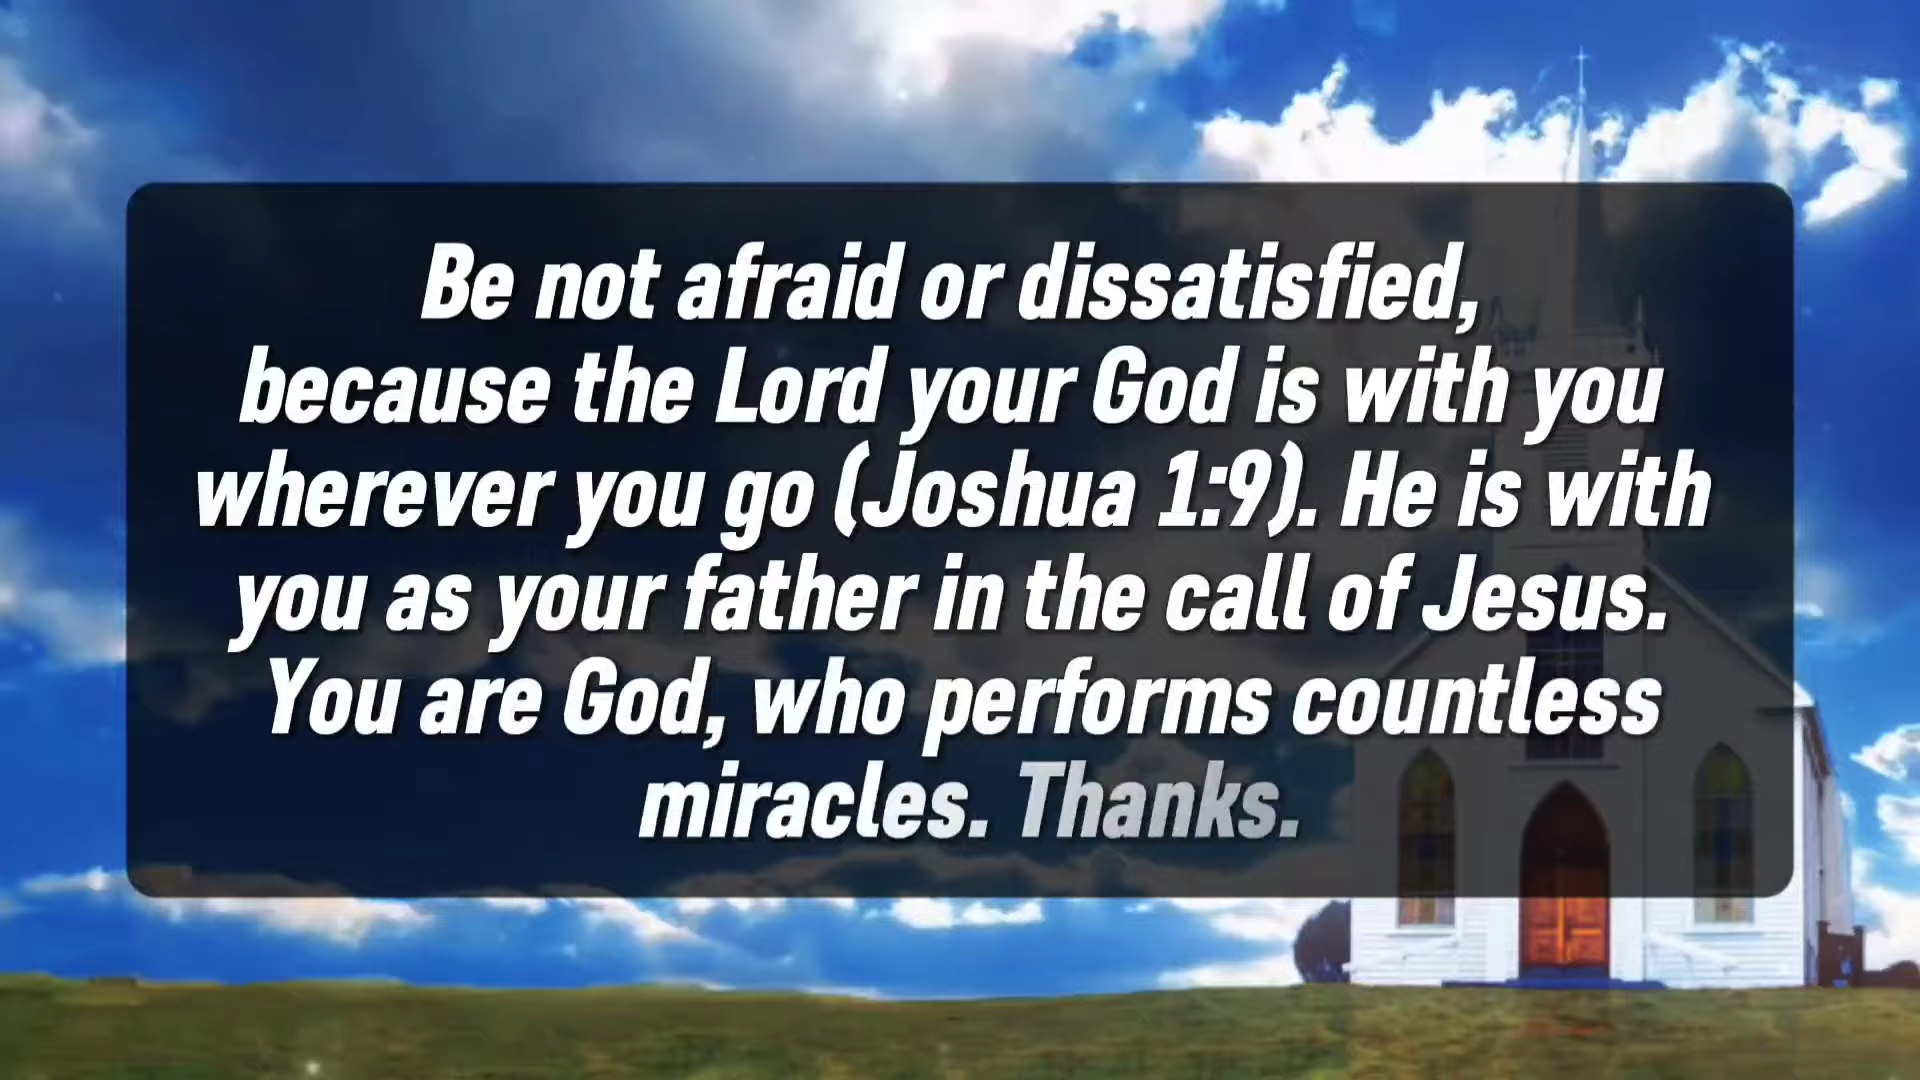 Be not afraid or dissatisfied,
because the Lord your God is with you
wherever you go (Joshua 1:9). He is with
you as your father in the call of Jesus.
You are God, who performs countless
miracles. Thanks.